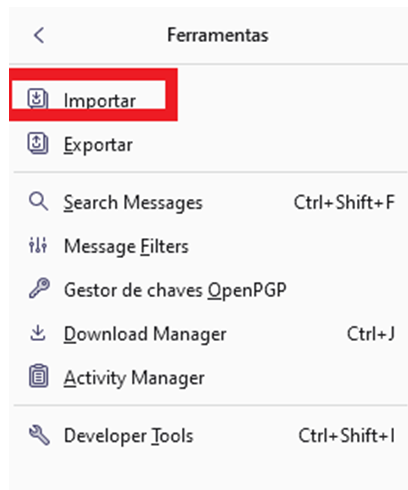 Ferramentas
Importar
Exportar
Search Messages Ctrl+Shift+F
Message Filters
Gestor de chaves OpenPGP
Download Manager Ctrl+J
Activity Manager
Developer Tools Ctrl+Shift+I